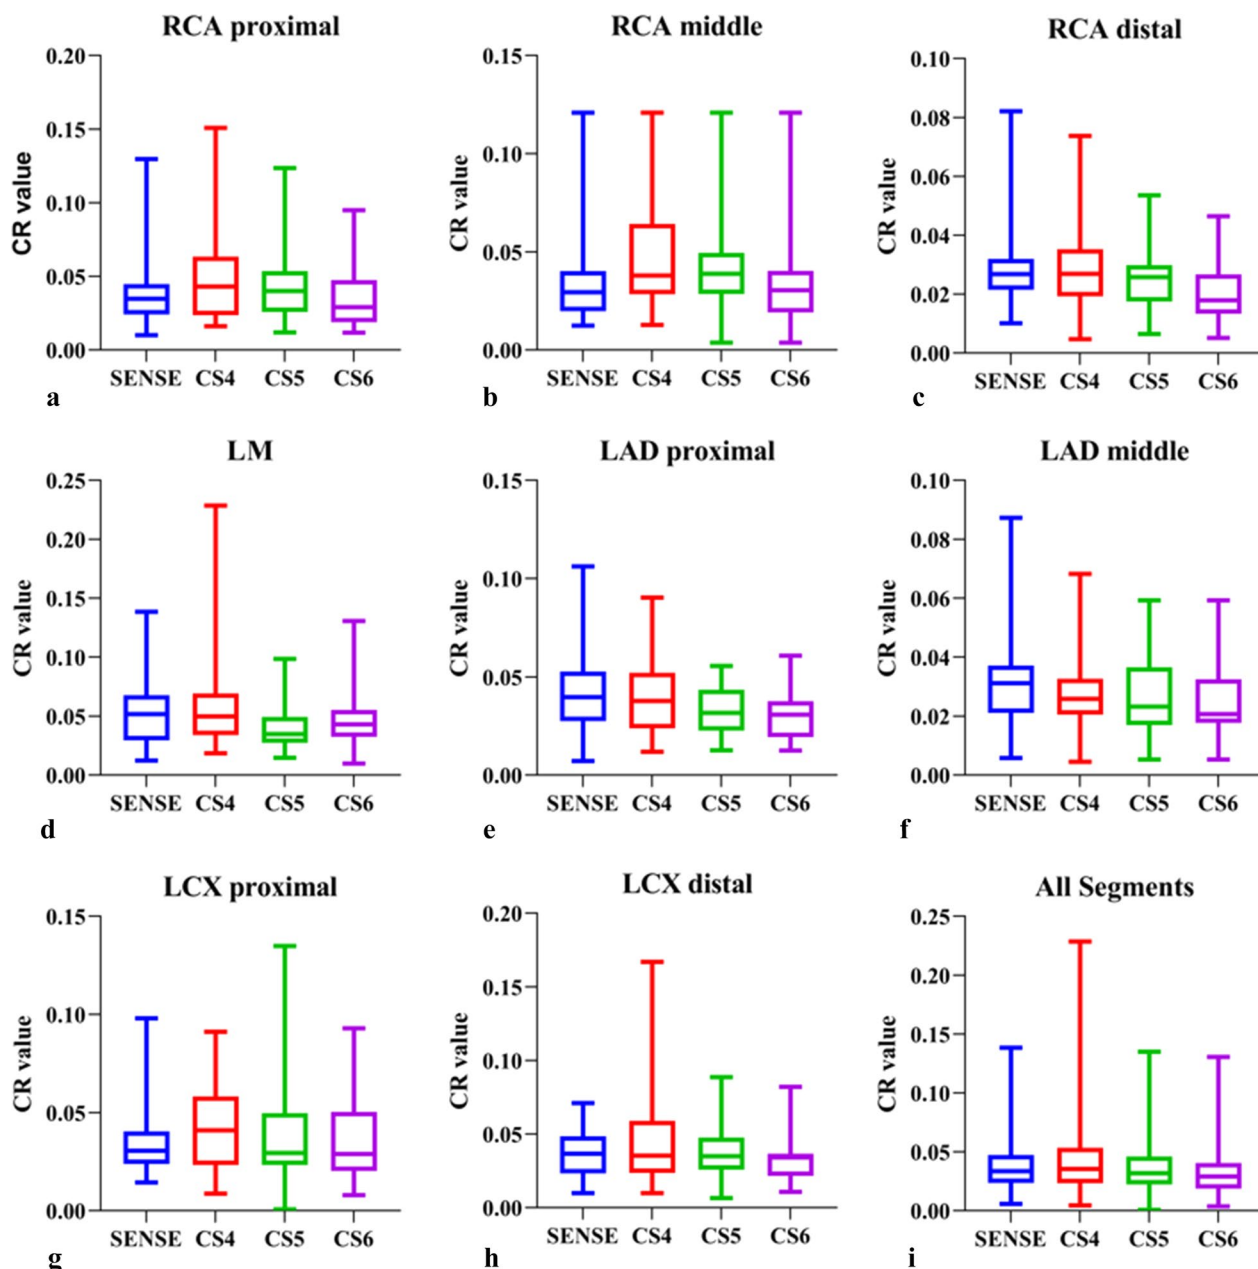 RCA proximal
CR value
0.20
0.15
0.10
0.05
0.00
SENSE CS4 CS5 CS6
a
RCA middle
CR value
0.15
0.10
0.05
0.00
SENSE CS4 CS5 CS6
b
RCA distal
CR value
0.10
0.08
0.06
0.04
0.02
0.00
SENSE CS4 CS5 CS6
c
LM
CR value
0.25
0.20
0.15
0.10
0.05
0.00
SENSE CS4 CS5 CS6
d
LAD proximal
CR value
0.15
0.10
0.05
0.00
SENSE CS4 CS5 CS6
e
LAD middle
CR value
0.10
0.08
0.06
0.04
0.02
0.00
SENSE CS4 CS5 CS6
f
LCX proximal
CR value
0.15
0.10
0.05
0.00
SENSE CS4 CS5 CS6
g
LCX distal
CR value
0.20
0.15
0.10
0.05
0.00
SENSE CS4 CS5 CS6
h
All Segments
CR value
0.25
0.20
0.15
0.10
0.05
0.00
SENSE CS4 CS5 CS6
i